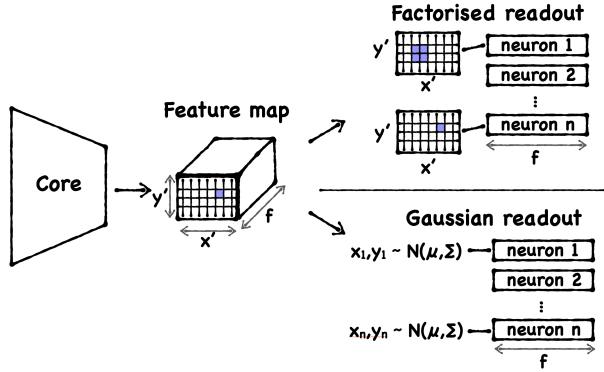 Factorised readout
y'
x'
neuron 1
neuron 2
⋮
y'
x'
neuron n
f
Feature map
Core
y'
x'
f
Gaussian readout
x₁,y₁ ~ N(μ,Σ)
neuron 1
neuron 2
⋮
xₙ,yₙ ~ N(μ,Σ)
neuron n
f